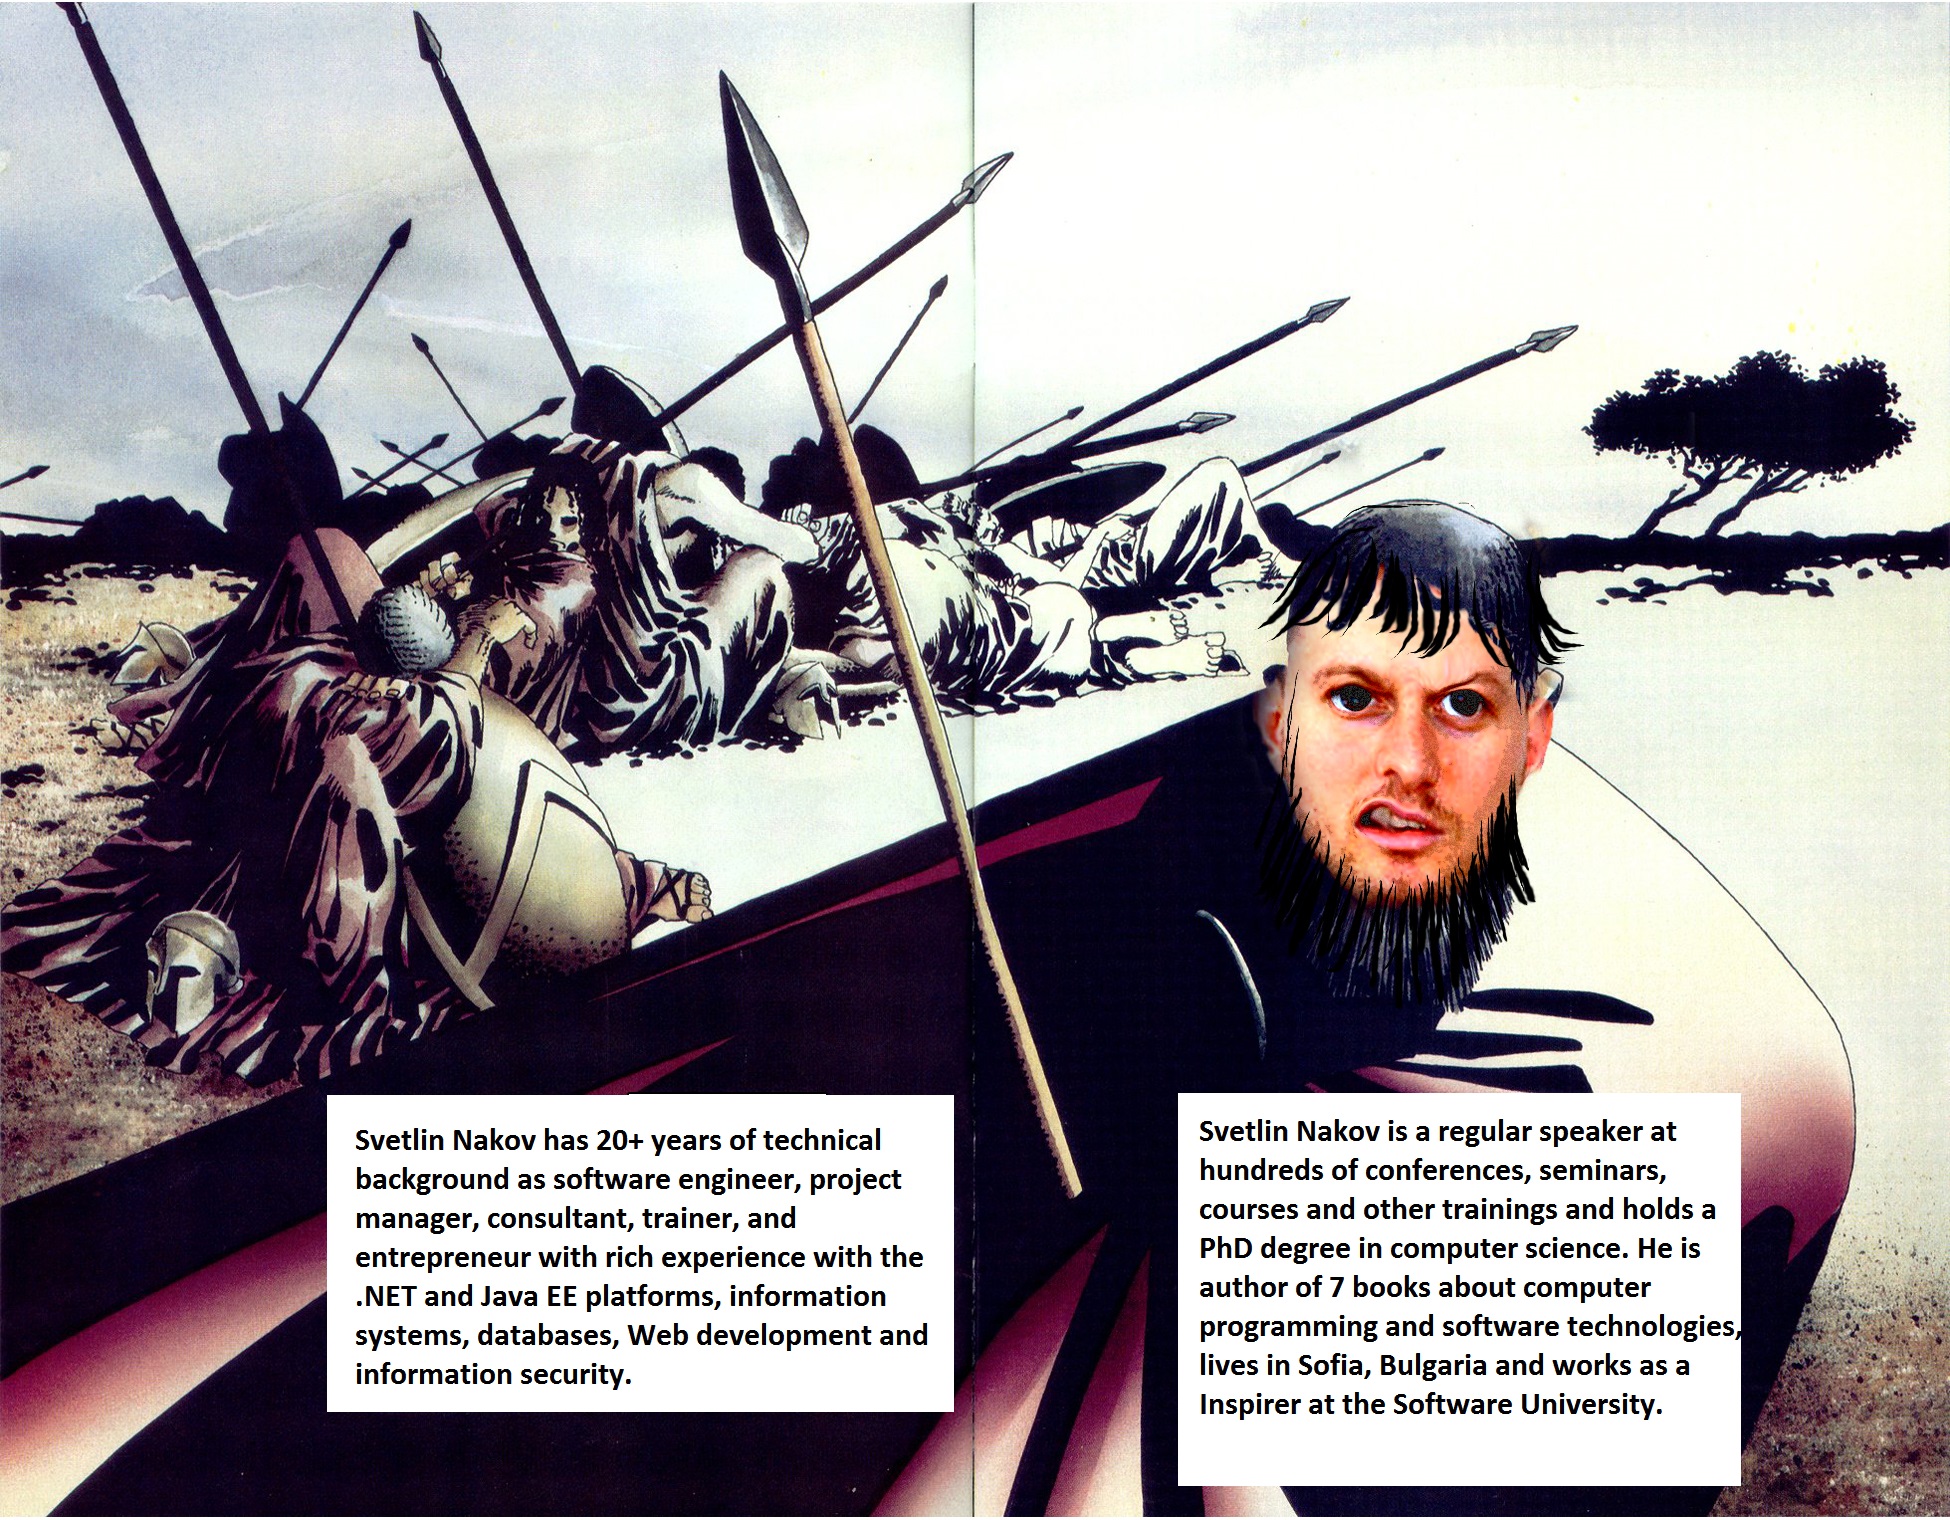 Svetlin Nakov has 20+ years of technical
background as software engineer, project
manager, consultant, trainer, and
entrepreneur with rich experience with the
.NET and Java EE platforms, information
systems, databases, Web development and
information security.
Svetlin Nakov is a regular speaker at
hundreds of conferences, seminars,
courses and other trainings and holds a
PhD degree in computer science. He is
author of 7 books about computer
programming and software technologies,
lives in Sofia, Bulgaria and works as a
Inspirer at the Software University.